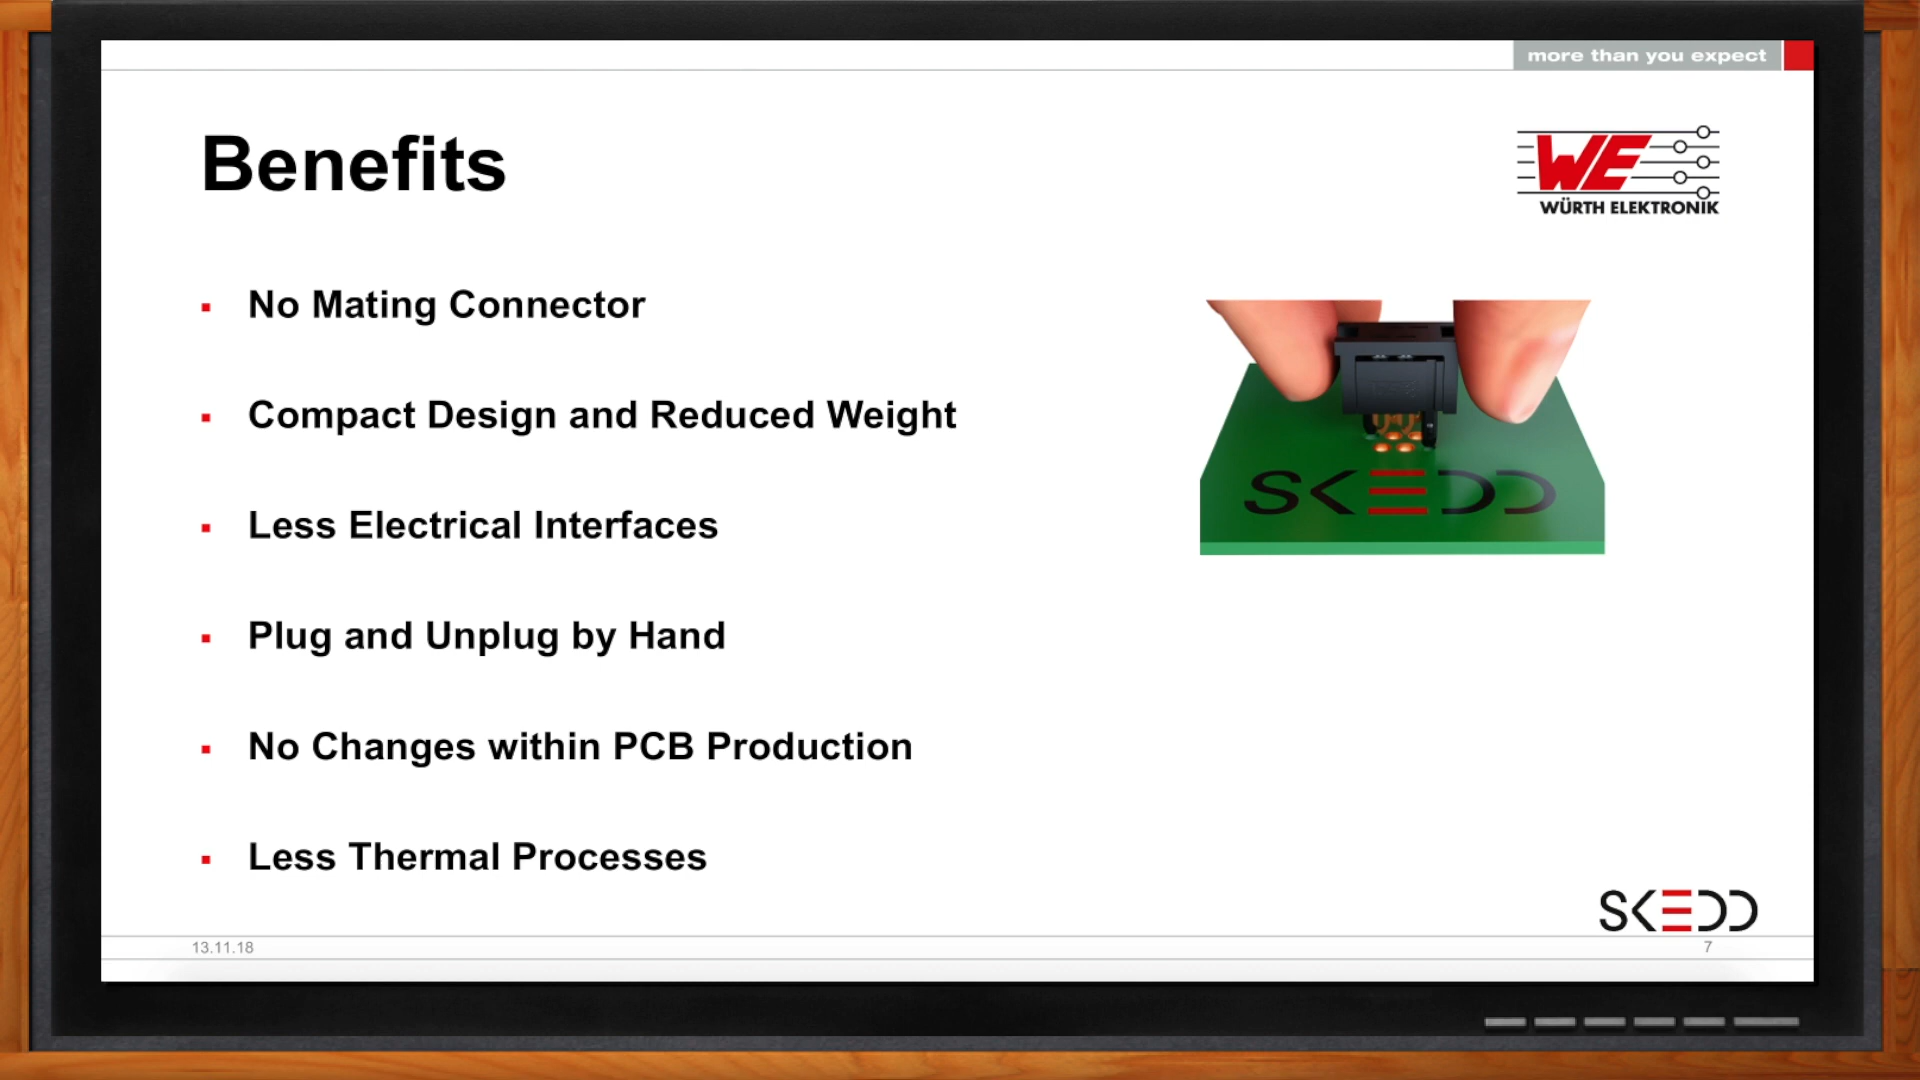 more than you expect
Benefits
WE
WÜRTH ELEKTRONIK
No Mating Connector
Compact Design and Reduced Weight
Less Electrical Interfaces
Plug and Unplug by Hand
No Changes within PCB Production
Less Thermal Processes
SKEDD
SKEDD
13.11.18
7